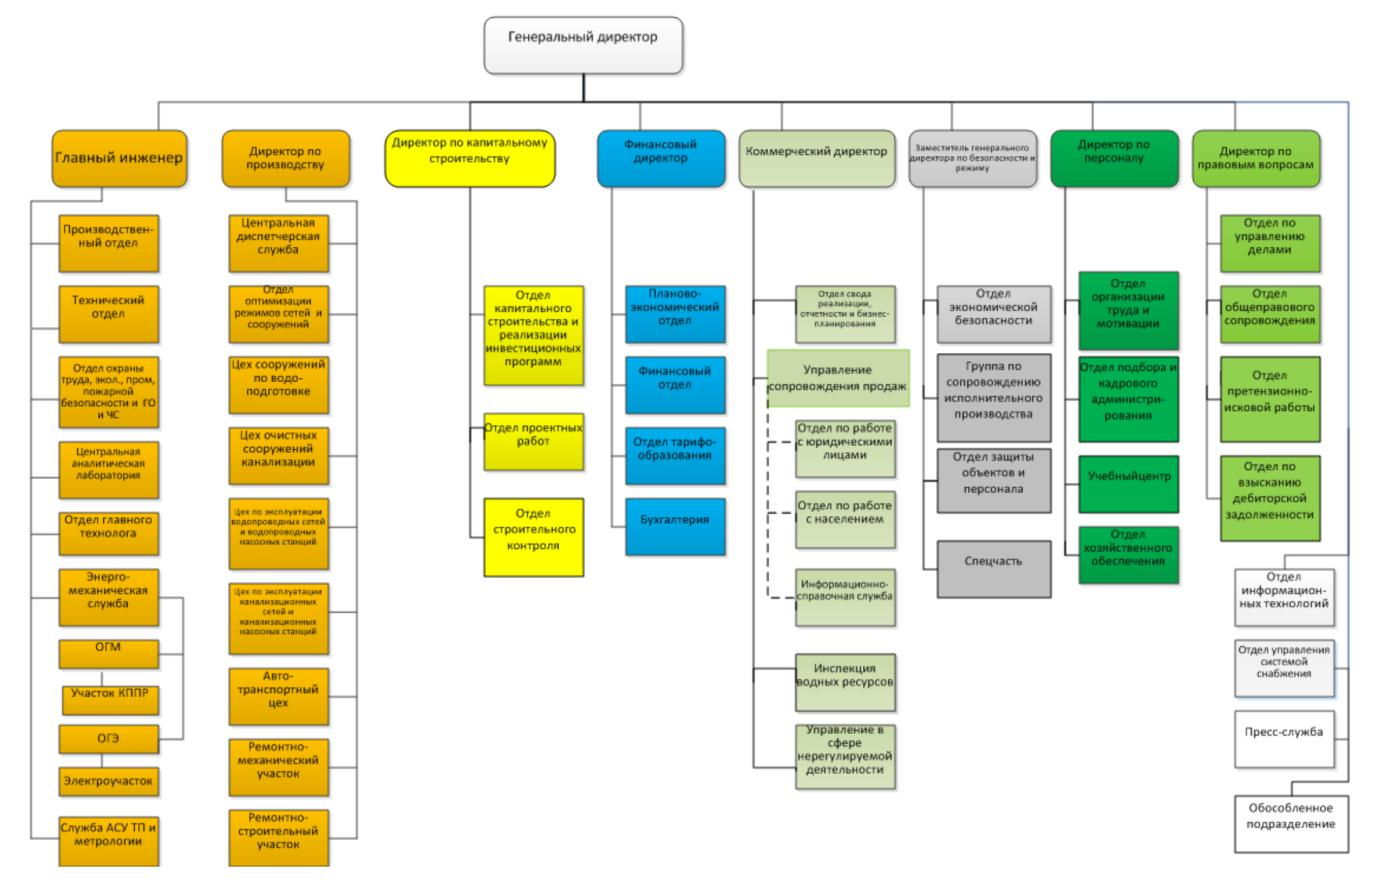 Генеральный директор
Главный инженер
Директор по
производству
Директор по капитальному
строительству
Финансовый
директор
Коммерческий директор
Заместитель генерального
директора по безопасности и
режиму
Директор по
персоналу
Директор по
правовым вопросам
Производствен-
ный отдел
Технический
отдел
Отдел охраны
труда, экол., пром,
пожарной
безопасности и ГО
и ЧС
Центральная
аналитическая
лаборатория
Отдел главного
технолога
Энерго-
механическая
служба
ОГМ
Участок КППР
ОГЭ
Электроучасток
Служба АСУ ТП и
метрологии
Центральная
диспетчерская
служба
Отдел
оптимизации
режимов сетей и
сооружений
Цех сооружений
по водо-
подготовке
Цех очистных
сооружений
канализации
Цех по эксплуатации
водопроводных сетей
и водопроводных
насосных станций
Цех по эксплуатации
канализационных
сетей и
канализационных
насосных станций
Авто-
транспортный
цех
Ремонтно-
механический
участок
Ремонтно-
строительный
участок
Отдел
капитального
строительства и
реализации
инвестиционных
программ
Отдел проектных
работ
Отдел
строительного
контроля
Планово-
экономический
отдел
Финансовый
отдел
Отдел тарифо-
образования
Бухгалтерия
Отдел свода
реализации,
отчетности и бизнес-
планирования
Управление
сопровождения продаж
Отдел по работе
с юридическими
лицами
Отдел по работе
с населением
Информационно-
справочная служба
Инспекция
водных ресурсов
Управление в
сфере
нерегулируемой
деятельности
Отдел
экономической
безопасности
Группа по
сопровождению
исполнительного
производства
Отдел защиты
объектов и
персонала
Спецчасть
Отдел
организации
труда и
мотивации
Отдел подбора и
кадрового
администри-
рования
Учебныйцентр
Отдел
хозяйственного
обеспечения
Отдел по
управлению
делами
Отдел
общеправового
сопровождения
Отдел
претензионно-
исковой работы
Отдел по
взысканию
дебиторской
задолженности
Отдел
информацион-
ных технологий
Отдел управления
системой
снабжения
Пресс-служба
Обособленное
подразделение